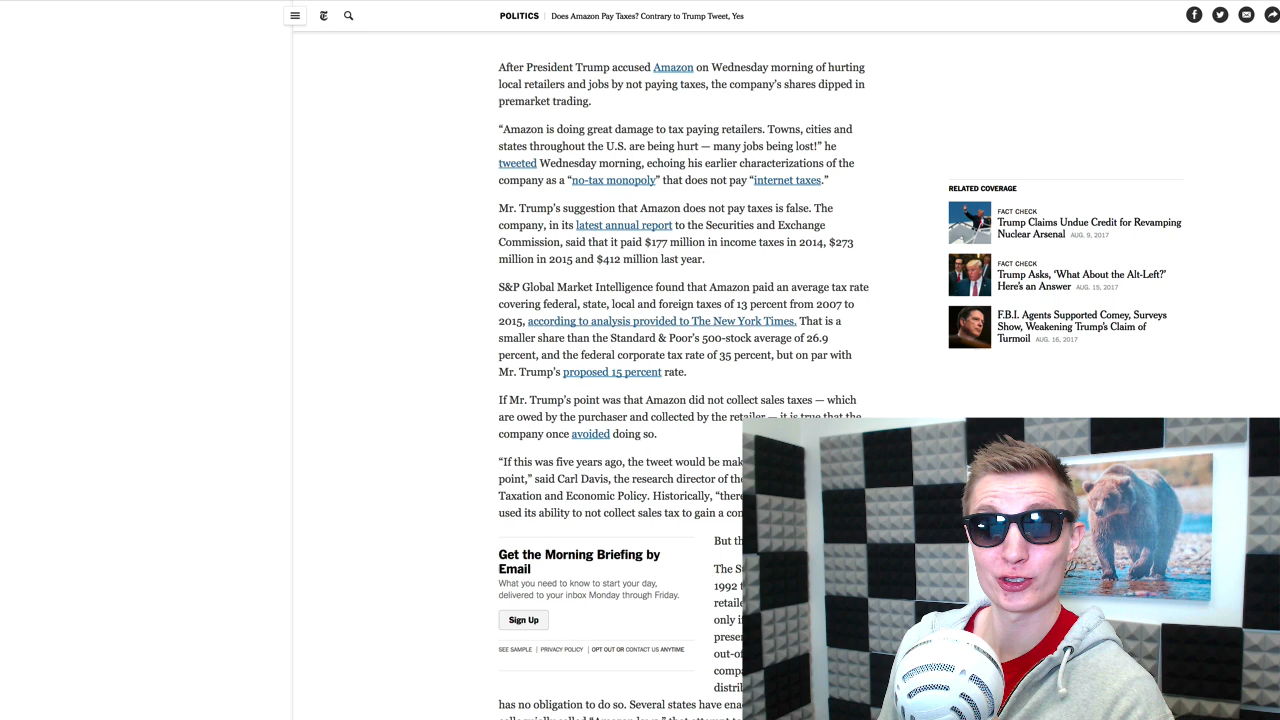 POLITICS | Does Amazon Pay Taxes? Contrary to Trump Tweet, Yes
After President Trump accused Amazon on Wednesday morning of hurting
local retailers and jobs by not paying taxes, the company’s shares dipped in
premarket trading.
“Amazon is doing great damage to tax paying retailers. Towns, cities and
states throughout the U.S. are being hurt — many jobs being lost!” he
tweeted Wednesday morning, echoing his earlier characterizations of the
company as a “no-tax monopoly” that does not pay “internet taxes.”
Mr. Trump’s suggestion that Amazon does not pay taxes is false. The
company, in its latest annual report to the Securities and Exchange
Commission, said that it paid $177 million in income taxes in 2014, $273
million in 2015 and $412 million last year.
S&P Global Market Intelligence found that Amazon paid an average tax rate
covering federal, state, local and foreign taxes of 13 percent from 2007 to
2015, according to analysis provided to The New York Times. That is a
smaller share than the Standard & Poor’s 500-stock average of 26.9
percent, and the federal corporate tax rate of 35 percent, but on par with
Mr. Trump’s proposed 15 percent rate.
If Mr. Trump’s point was that Amazon did not collect sales taxes — which
are owed by the purchaser and collected by the retailer — it is true that the
company once avoided doing so.
“If this was five years ago, the tweet would be mak
point,” said Carl Davis, the research director of the
Taxation and Economic Policy. Historically, “there
used its ability to not collect sales tax to gain a com
But th
The S
1992
retaile
only i
presen
out-of
compa
distrib
Get the Morning Briefing by
Email
What you need to know to start your day,
delivered to your inbox Monday through Friday.
Sign Up
SEE SAMPLE | PRIVACY POLICY | OPT OUT OR CONTACT US ANYTIME
has no obligation to do so. Several states have ena
RELATED COVERAGE
FACT CHECK
Trump Claims Undue Credit for Revamping
Nuclear Arsenal AUG. 9, 2017
FACT CHECK
Trump Asks, ‘What About the Alt-Left?’
Here’s an Answer AUG. 15, 2017
F.B.I. Agents Supported Comey, Surveys
Show, Weakening Trump’s Claim of
Turmoil AUG. 16, 2017